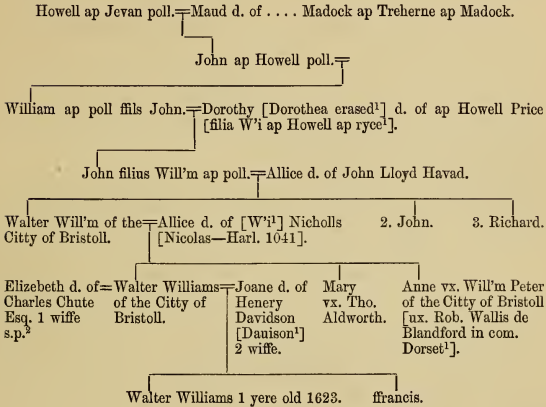 Howell ap Jevan poll.=Maud d. of .... Madock ap Treherne ap Madock.
John ap Howell poll.=
William ap poll ffils John.=Dorothy [Dorothea erased¹] d. of ap Howell Price
[filia W'i ap Howell ap ryce¹].
John filius Will'm ap poll.=Allice d. of John Lloyd Havad.
Walter Will'm of the=Allice d. of [W'i¹] Nicholls 2. John. 3. Richard.
Citty of Bristoll. [Nicolas—Harl. 1041].
Elizebeth d. of=Walter Williams=Joane d. of Mary Anne vx. Will'm Peter
Charles Chute of the Citty of Henery vx. Tho. of the Citty of Bristoll
Esq. 1 wiffe Bristoll. Davidson Aldworth. [ux. Rob. Wallis de
s.p.² [Dauison¹] Blandford in com.
2 wiffe. Dorset¹].
Walter Williams 1 yere old 1623. ffrancis.